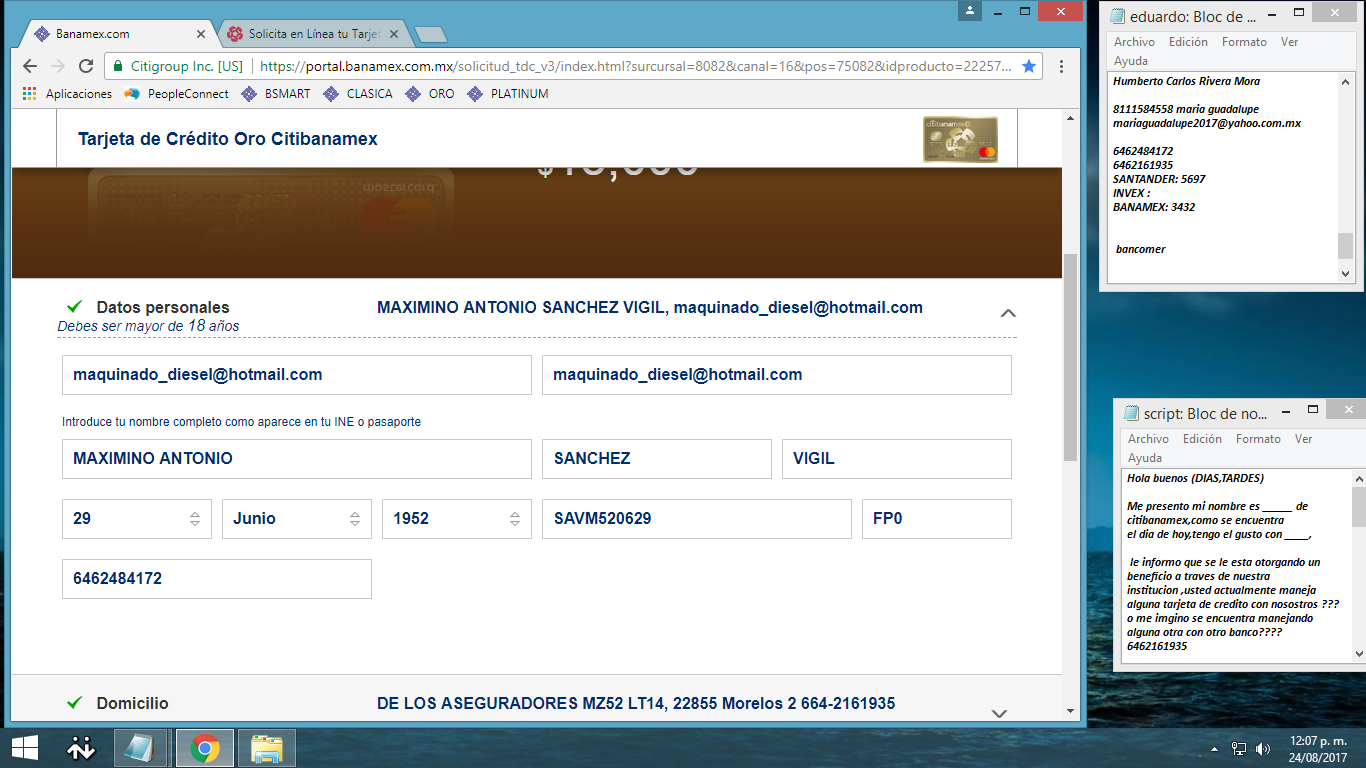 Banamex.com
Solicita en Línea tu Tarjet
Citigroup Inc. [US]
https://portal.banamex.com.mx/solicitud_tdc_v3/index.html?surcursal=8082&canal=16&pos=75082&idproducto=22257...
Aplicaciones
PeopleConnect
BSMART
CLASICA
ORO
PLATINUM
Tarjeta de Crédito Oro Citibanamex
citibanamex
mastercard
Datos personales
MAXIMINO ANTONIO SANCHEZ VIGIL, maquinado_diesel@hotmail.com
Debes ser mayor de 18 años
maquinado_diesel@hotmail.com
maquinado_diesel@hotmail.com
Introduce tu nombre completo como aparece en tu INE o pasaporte
MAXIMINO ANTONIO
SANCHEZ
VIGIL
29
Junio
1952
SAVM520629
FP0
6462484172
Domicilio
DE LOS ASEGURADORES MZ52 LT14, 22855 Morelos 2 664-2161935
eduardo: Bloc de ...
Archivo Edición Formato Ver
Ayuda
Humberto Carlos Rivera Mora
8111584558 maria guadalupe
mariaguadalupe2017@yahoo.com.mx
6462484172
6462161935
SANTANDER: 5697
INVEX :
BANAMEX: 3432
bancomer
script: Bloc de no...
Archivo Edición Formato Ver
Ayuda
Hola buenos (DIAS,TARDES)
Me presento mi nombre es _____ de
citibanamex,como se encuentra
el dia de hoy,tengo el gusto con ____,
le informo que se le esta otorgando un
beneficio a traves de nuestra
institucion ,usted actualmente maneja
alguna tarjeta de credito con nosostros ???
o me imgino se encuentra manejando
alguna otra con otro banco????
6462161935
12:07 p. m.
24/08/2017